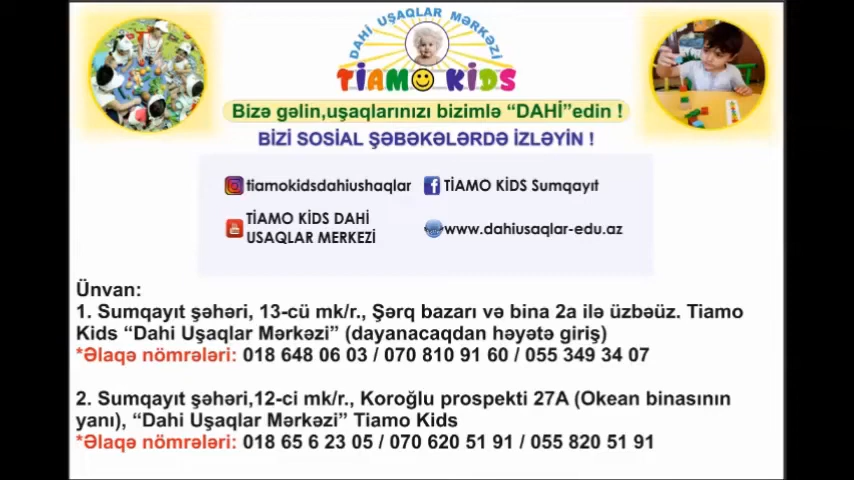 DAHİ UŞAQLAR MƏRKƏZİ
TİAMO KİDS
Bizə gəlin,uşaqlarınızı bizimlə “DAHİ”edin !
BİZİ SOSİAL ŞƏBƏKƏLƏRDƏ İZLƏYİN !
tiamokidsdahiushaqlar
TİAMO KİDS Sumqayıt
TİAMO KİDS DAHİ
USAQLAR MERKEZİ
www.dahiusaqlar-edu.az
Ünvan:
1. Sumqayıt şəhəri, 13-cü mk/r., Şərq bazarı və bina 2a ilə üzbəüz. Tiamo
Kids “Dahi Uşaqlar Mərkəzi” (dayanacaqdan həyətə giriş)
*Əlaqə nömrələri: 018 648 06 03 / 070 810 91 60 / 055 349 34 07
2. Sumqayıt şəhəri,12-ci mk/r., Koroğlu prospekti 27A (Okean binasının
yanı), “Dahi Uşaqlar Mərkəzi” Tiamo Kids
*Əlaqə nömrələri: 018 65 6 23 05 / 070 620 51 91 / 055 820 51 91